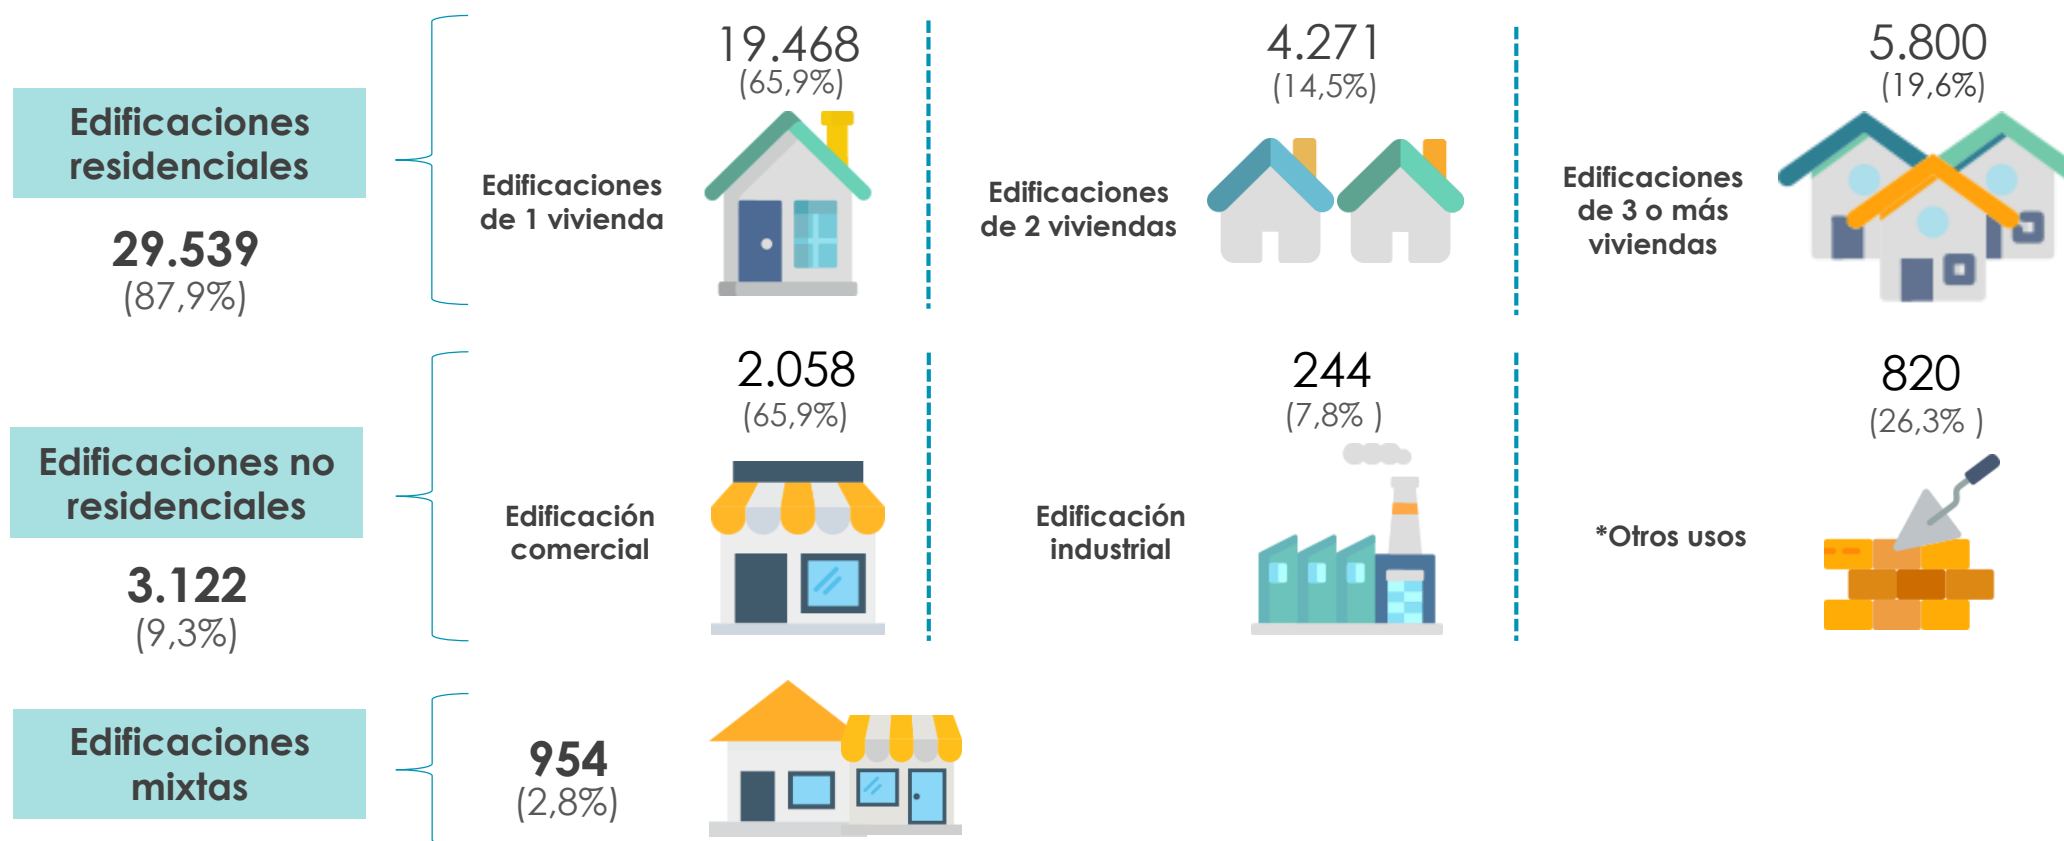 Edificaciones
residenciales
29.539
(87,9%)
19.468
(65,9%)
Edificaciones
de 1 vivienda
4.271
(14,5%)
Edificaciones
de 2 viviendas
5.800
(19,6%)
Edificaciones
de 3 o más
viviendas
Edificaciones no
residenciales
3.122
(9,3%)
2.058
(65,9%)
Edificación
comercial
244
(7,8% )
Edificación
industrial
820
(26,3% )
*Otros usos
Edificaciones
mixtas
954
(2,8%)